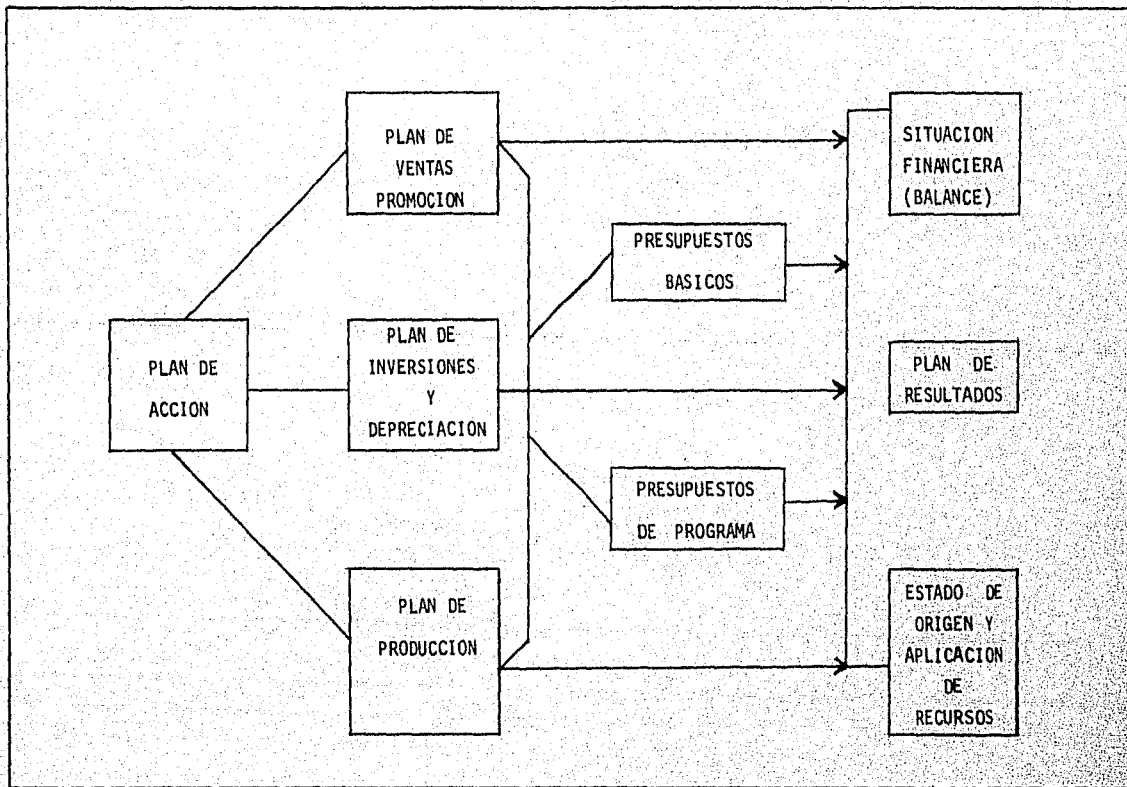 PLAN DE
VENTAS
PROMOCION
SITUACION
FINANCIERA
(BALANCE)
PRESUPUESTOS
BASICOS
PLAN DE
ACCION
PLAN DE
INVERSIONES
Y
DEPRECIACION
PLAN DE
RESULTADOS
PRESUPUESTOS
DE PROGRAMA
PLAN DE
PRODUCCION
ESTADO DE
ORIGEN Y
APLICACION
DE
RECURSOS